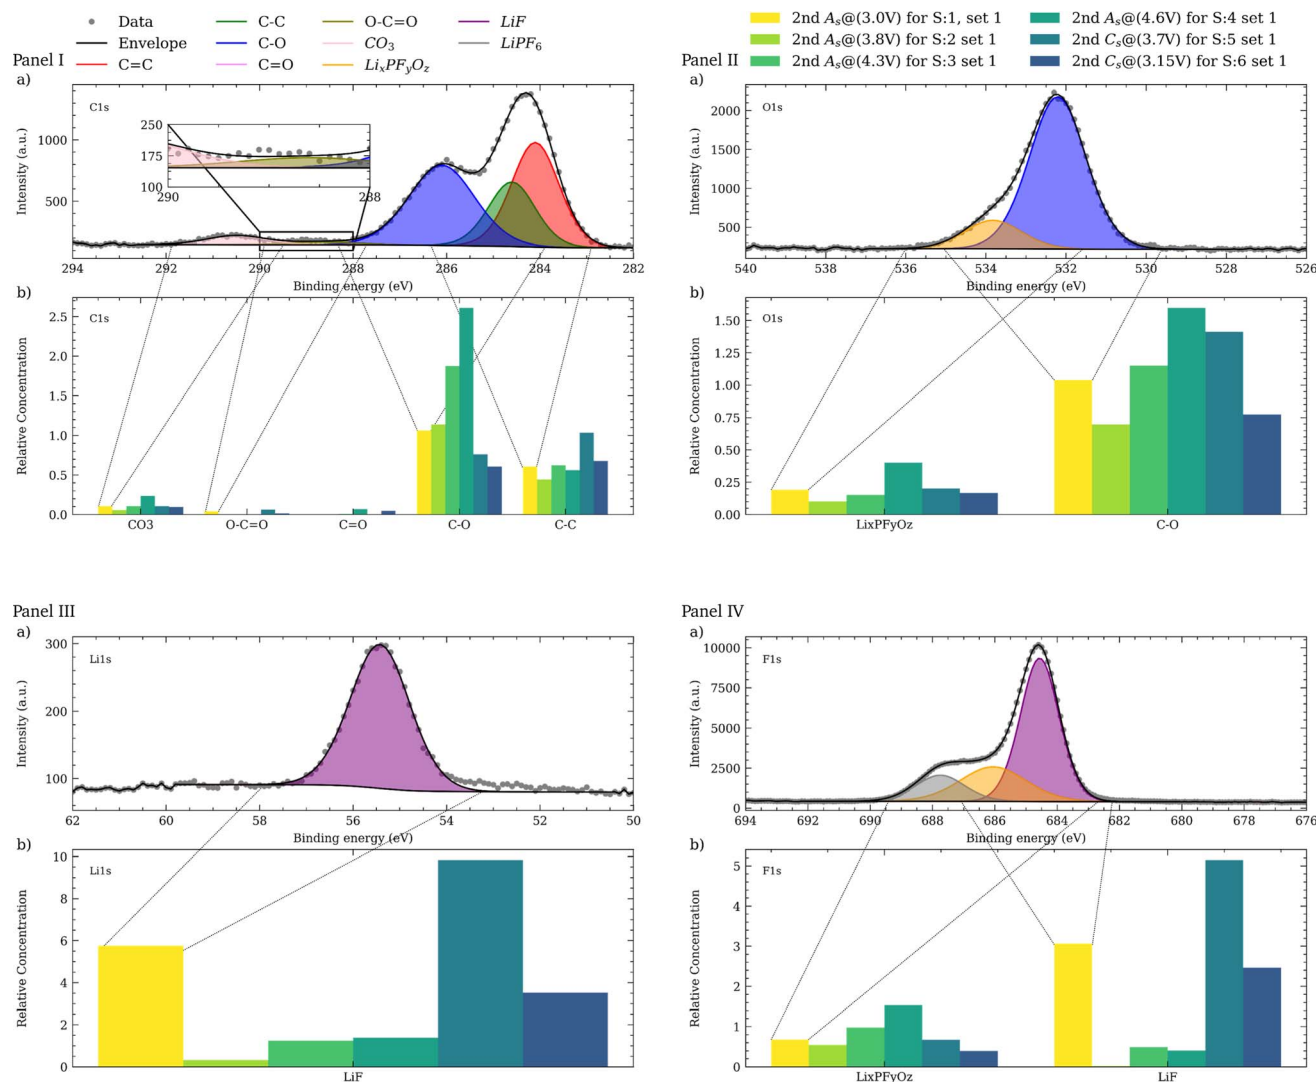 Data
Envelope
C=C
C-C
C-O
C=O
O-C=O
CO3
LixPFyOz
LiF
LiPF6
2nd As@(3.0V) for S:1, set 1
2nd As@(3.8V) for S:2 set 1
2nd As@(4.3V) for S:3 set 1
2nd As@(4.6V) for S:4 set 1
2nd Cs@(3.7V) for S:5 set 1
2nd Cs@(3.15V) for S:6 set 1
Panel I
a)
C1s
Intensity (a.u.)
1000
500
250
175
100
290
288
294 292 290 288 286 284 282
Binding energy (eV)
b)
C1s
Relative Concentration
2.5
2.0
1.5
1.0
0.5
0.0
CO3 O-C=O C=O C-O C-C
Panel II
a)
O1s
Intensity (a.u.)
2000
1500
1000
500
540 538 536 534 532 530 528 526
Binding energy (eV)
b)
O1s
Relative Concentration
1.50
1.25
1.00
0.75
0.50
0.25
0.00
LixPFyOz C-O
Panel III
a)
Li1s
Intensity (a.u.)
300
200
100
62 60 58 56 54 52 50
Binding energy (eV)
b)
Li1s
Relative Concentration
10
8
6
4
2
0
LiF
Panel IV
a)
F1s
Intensity (a.u.)
10000
7500
5000
2500
0
694 692 690 688 686 684 682 680 678 676
Binding energy (eV)
b)
F1s
Relative Concentration
5
4
3
2
1
0
LixPFyOz LiF